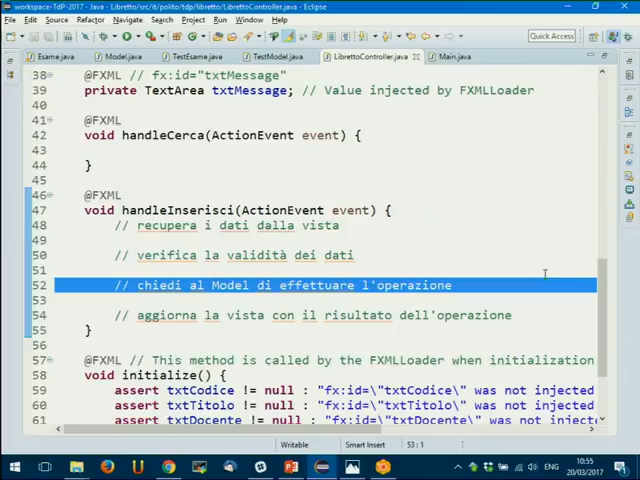 workspace-TdP-2017 - Java - Libretto/src/it/polito/tdp/libretto/LibrettoController.java - Eclipse
File Edit Source Refactor Navigate Search Project Run Window Help
Quick Access
Esame.java Model.java TestEsame.java TestModel.java LibrettoController.java Main.java
38 @FXML // fx:id="txtMessage"
39 private TextArea txtMessage; // Value injected by FXMLLoader
40
41 @FXML
42 void handleCerca(ActionEvent event) {
43
44 }
45
46 @FXML
47 void handleInserisci(ActionEvent event) {
48 // recupera i dati dalla vista
49
50 // verifica la validità dei dati
51
52 // chiedi al Model di effettuare l'operazione
53
54 // aggiorna la vista con il risultato dell'operazione
55 }
56
57 @FXML // This method is called by the FXMLLoader when initialization
58 void initialize() {
59 assert txtCodice != null : "fx:id=\"txtCodice\" was not injected
60 assert txtTitolo != null : "fx:id=\"txtTitolo\" was not injected
61 assert txtDocente != null : "fx:id=\"txtDocente\" was not inject
Writable Smart Insert 53 : 1
10:55
20/03/2017